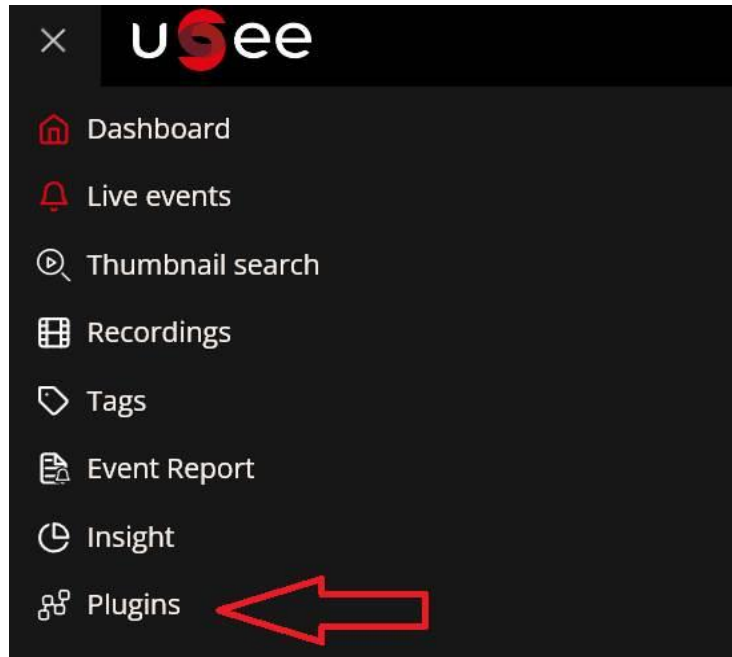 usee
Dashboard
Live events
Thumbnail search
Recordings
Tags
Event Report
Insight
Plugins